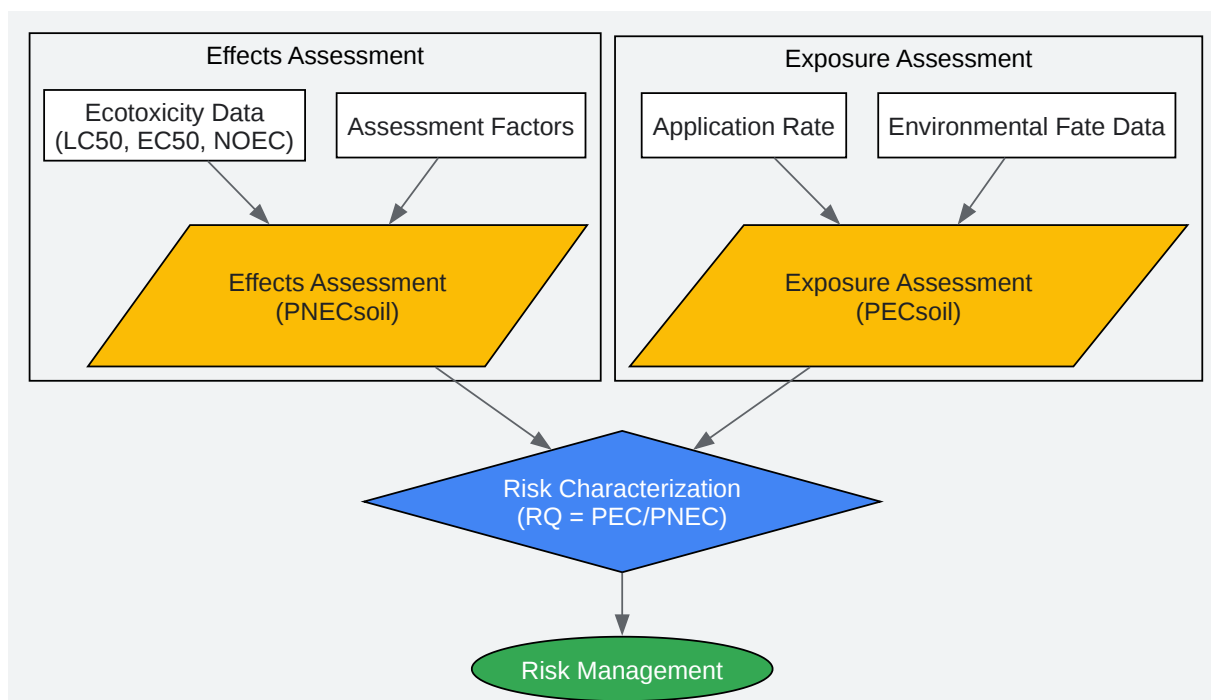 Effects Assessment
Ecotoxicity Data
(LC50, EC50, NOEC)
Assessment Factors
Effects Assessment
(PNECsoil)
Exposure Assessment
Application Rate
Environmental Fate Data
Exposure Assessment
(PECsoil)
Risk Characterization
(RQ = PEC/PNEC)
Risk Management